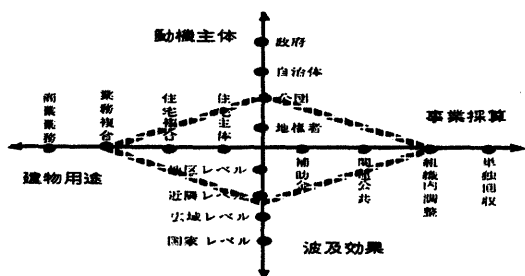 動機主体
政府
自治体
公団
地権者
商業業務
業務複合
住宅複合
住宅主体
事業採算
建物用途
地区レベル
近隣レベル
広域レベル
国家レベル
補助金
関連公共
組織内調整
単独回収
波及効果